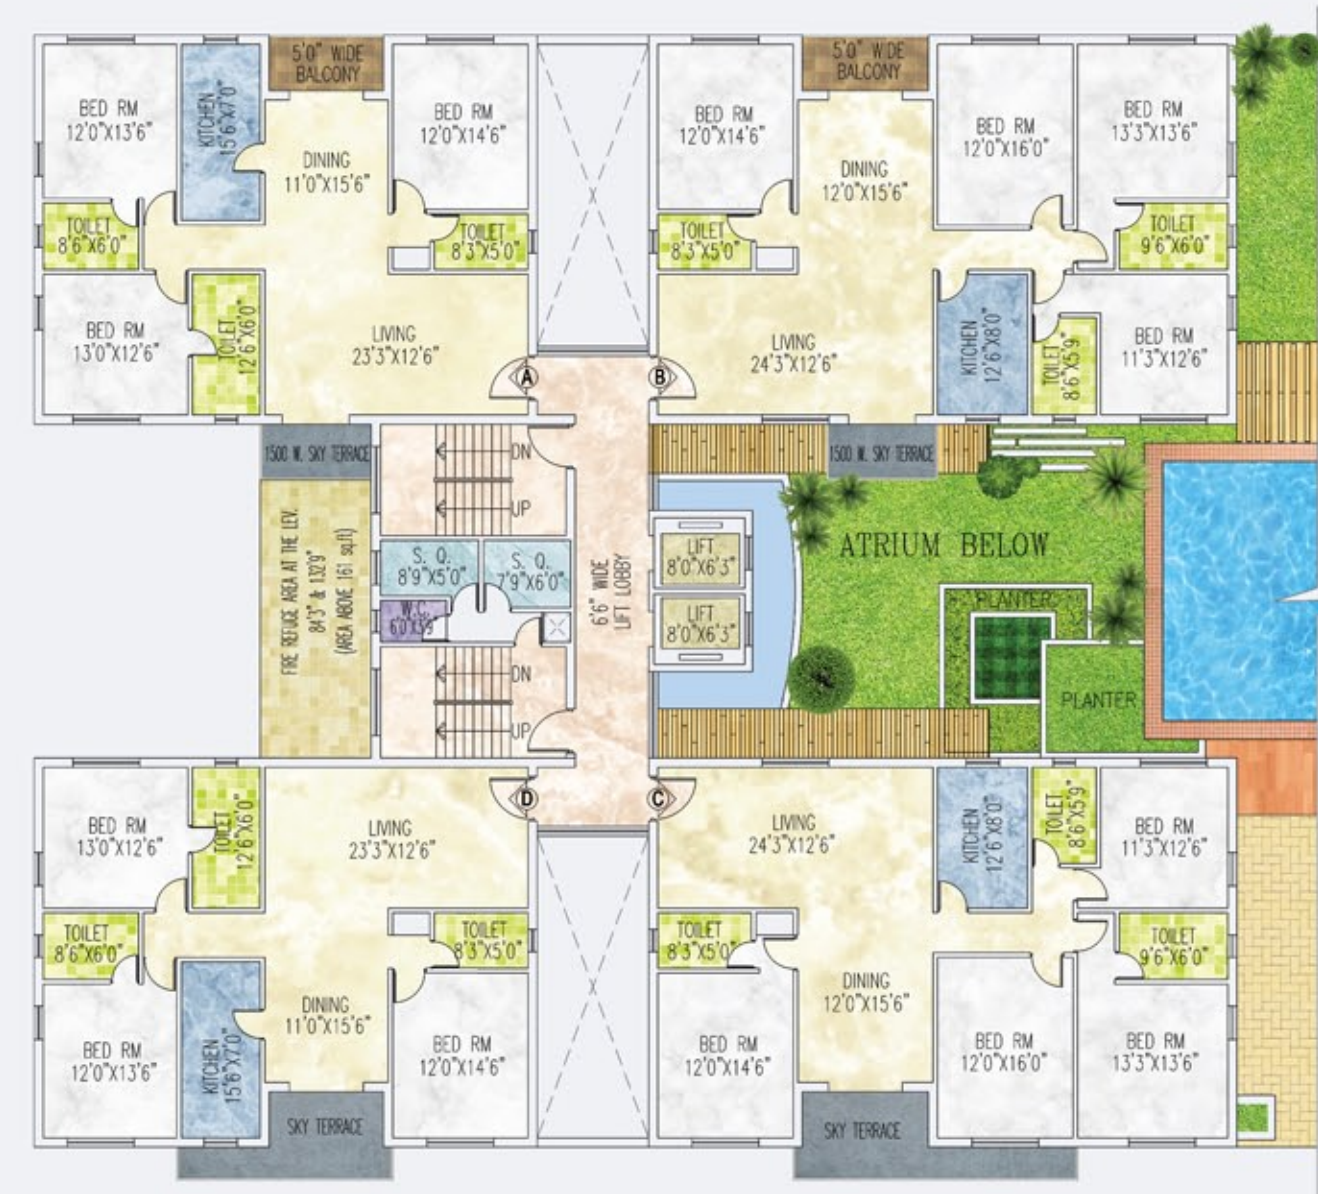 5'0" WIDE
BALCONY
BED RM
12'0"X13'6"
KITCHEN
15'6"X7'0"
DINING
11'0"X15'6"
BED RM
12'0"X14'6"
TOILET
8'6"X6'0"
TOILET
8'3"X5'0"
BED RM
13'0"X12'6"
TOILET
12'6"X6'0"
LIVING
23'3"X12'6"
A
5'0" WIDE
BALCONY
BED RM
12'0"X14'6"
DINING
12'0"X15'6"
BED RM
12'0"X16'0"
BED RM
13'3"X13'6"
TOILET
8'3"X5'0"
TOILET
9'6"X6'0"
LIVING
24'3"X12'6"
KITCHEN
12'6"X8'0"
TOILET
8'6"X5'9"
BED RM
11'3"X12'6"
B
1500 W. SKY TERRACE
DN
UP
1500 W. SKY TERRACE
FIRE REFUGE AREA AT THE LEV.
84'3" & 132'9"
(AREA ABOVE 161 sq.ft)
S. Q.
8'9"X5'0"
S. Q.
7'9"X6'0"
W.C.
6'0"X3'9"
DN
UP
6'6" WIDE
LIFT LOBBY
LIFT
8'0"X6'3"
LIFT
8'0"X6'3"
ATRIUM BELOW
PLANTER
PLANTER
BED RM
13'0"X12'6"
TOILET
12'6"X6'0"
LIVING
23'3"X12'6"
D
TOILET
8'6"X6'0"
TOILET
8'3"X5'0"
BED RM
12'0"X13'6"
KITCHEN
15'6"X7'0"
DINING
11'0"X15'6"
BED RM
12'0"X14'6"
SKY TERRACE
C
LIVING
24'3"X12'6"
KITCHEN
12'6"X8'0"
TOILET
8'6"X5'9"
BED RM
11'3"X12'6"
TOILET
8'3"X5'0"
TOILET
9'6"X6'0"
BED RM
12'0"X14'6"
DINING
12'0"X15'6"
BED RM
12'0"X16'0"
BED RM
13'3"X13'6"
SKY TERRACE